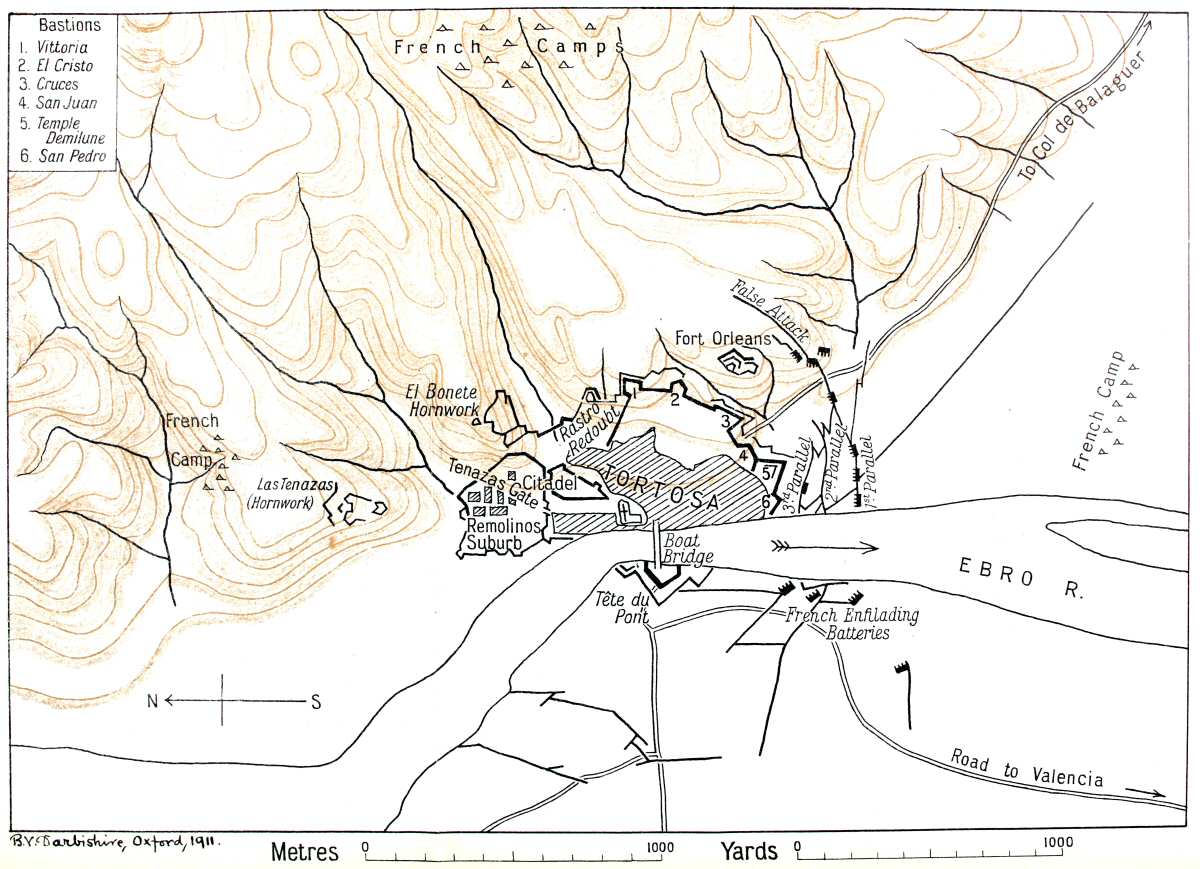 Bastions
1. Vittoria
2 El Cristo
3 Cruces
4 San Juan
5 Temple
Demilune
6. San Pedro
French Camps
To Col de Balaguer
False Attack
Fort Orleans
French Camp
El Bonete
Hornwork
Rastro
Redoubt
1
2
3
4
5
6
French
Camp
Las Tenazas
(Hornwork)
Tenazas Gate
Citadel
TORTOSA
3rd Parallel
2nd Parallel
1st Parallel
Remolinos
Suburb
Boat
Bridge
EBRO R.
Tête du
Pont
French Enfilading
Batteries
N S
Road to Valencia
B.V. Darbishire, Oxford, 1911.
Metres 0 1000 Yards 0 1000